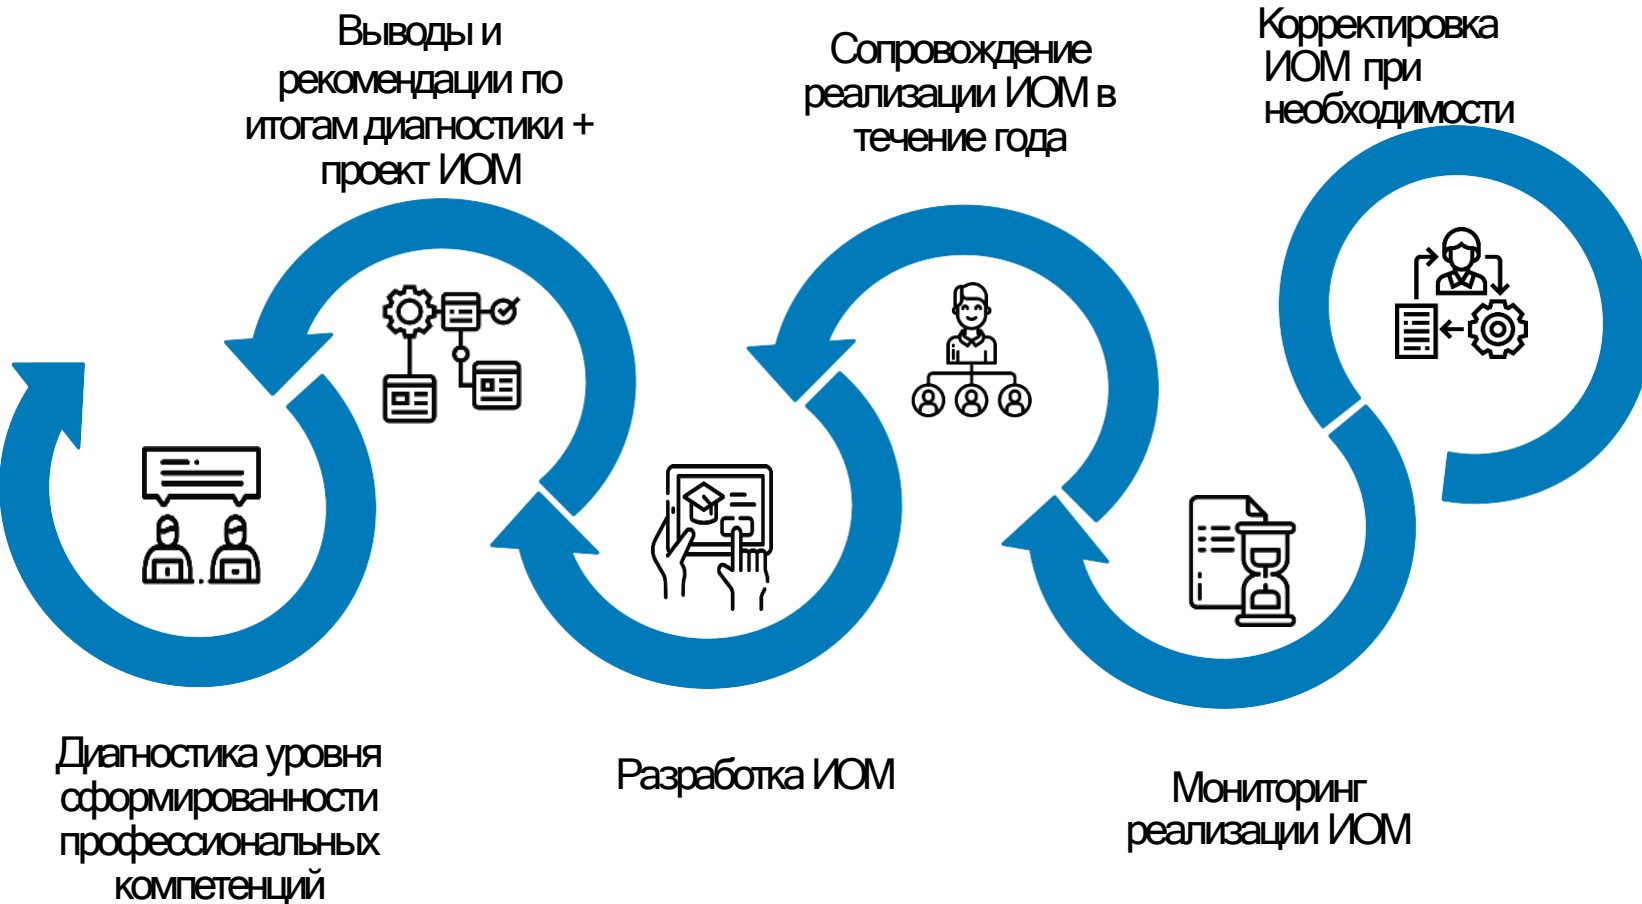 Выводы и
рекомендации по
итогам диагностики +
проект ИОМ
Сопровождение
реализации ИОМ в
течение года
Корректировка
ИОМ при
необходимости
Диагностика уровня
сформированности
профессиональных
компетенций
Разработка ИОМ
Мониторинг
реализации ИОМ